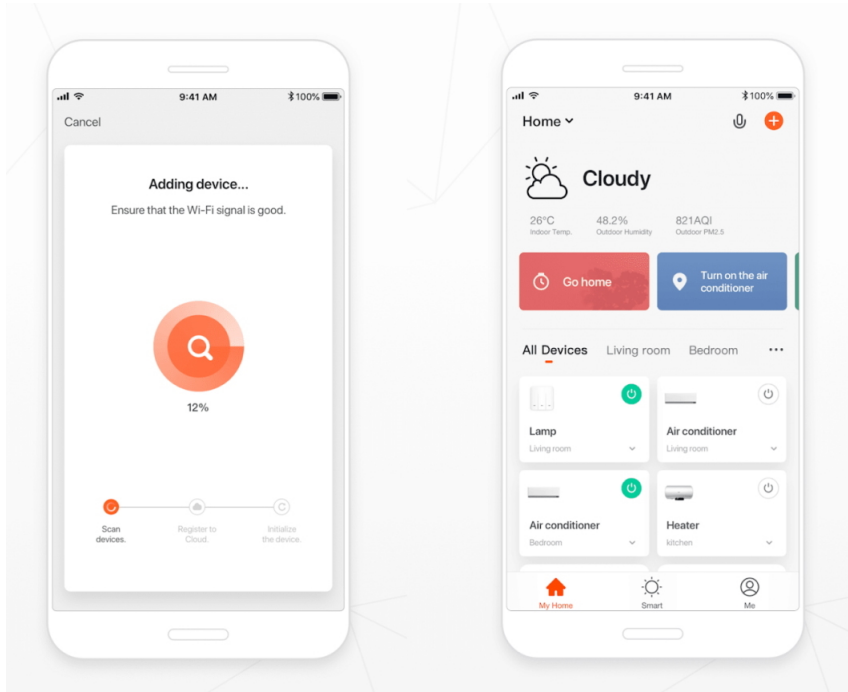 9:41 AM
100%
Cancel
Adding device...
Ensure that the Wi-Fi signal is good.
12%
Scan
devices.
Register to
Cloud.
Initialize
the device.
9:41 AM
100%
Home
Cloudy
26°C
Indoor Temp.
48.2%
Outdoor Humidity
821AQI
Outdoor PM2.5
Go home
Turn on the air
conditioner
All Devices
Living room
Bedroom
Lamp
Living room
Air conditioner
Living room
Air conditioner
Bedroom
Heater
kitchen
My Home
Smart
Me